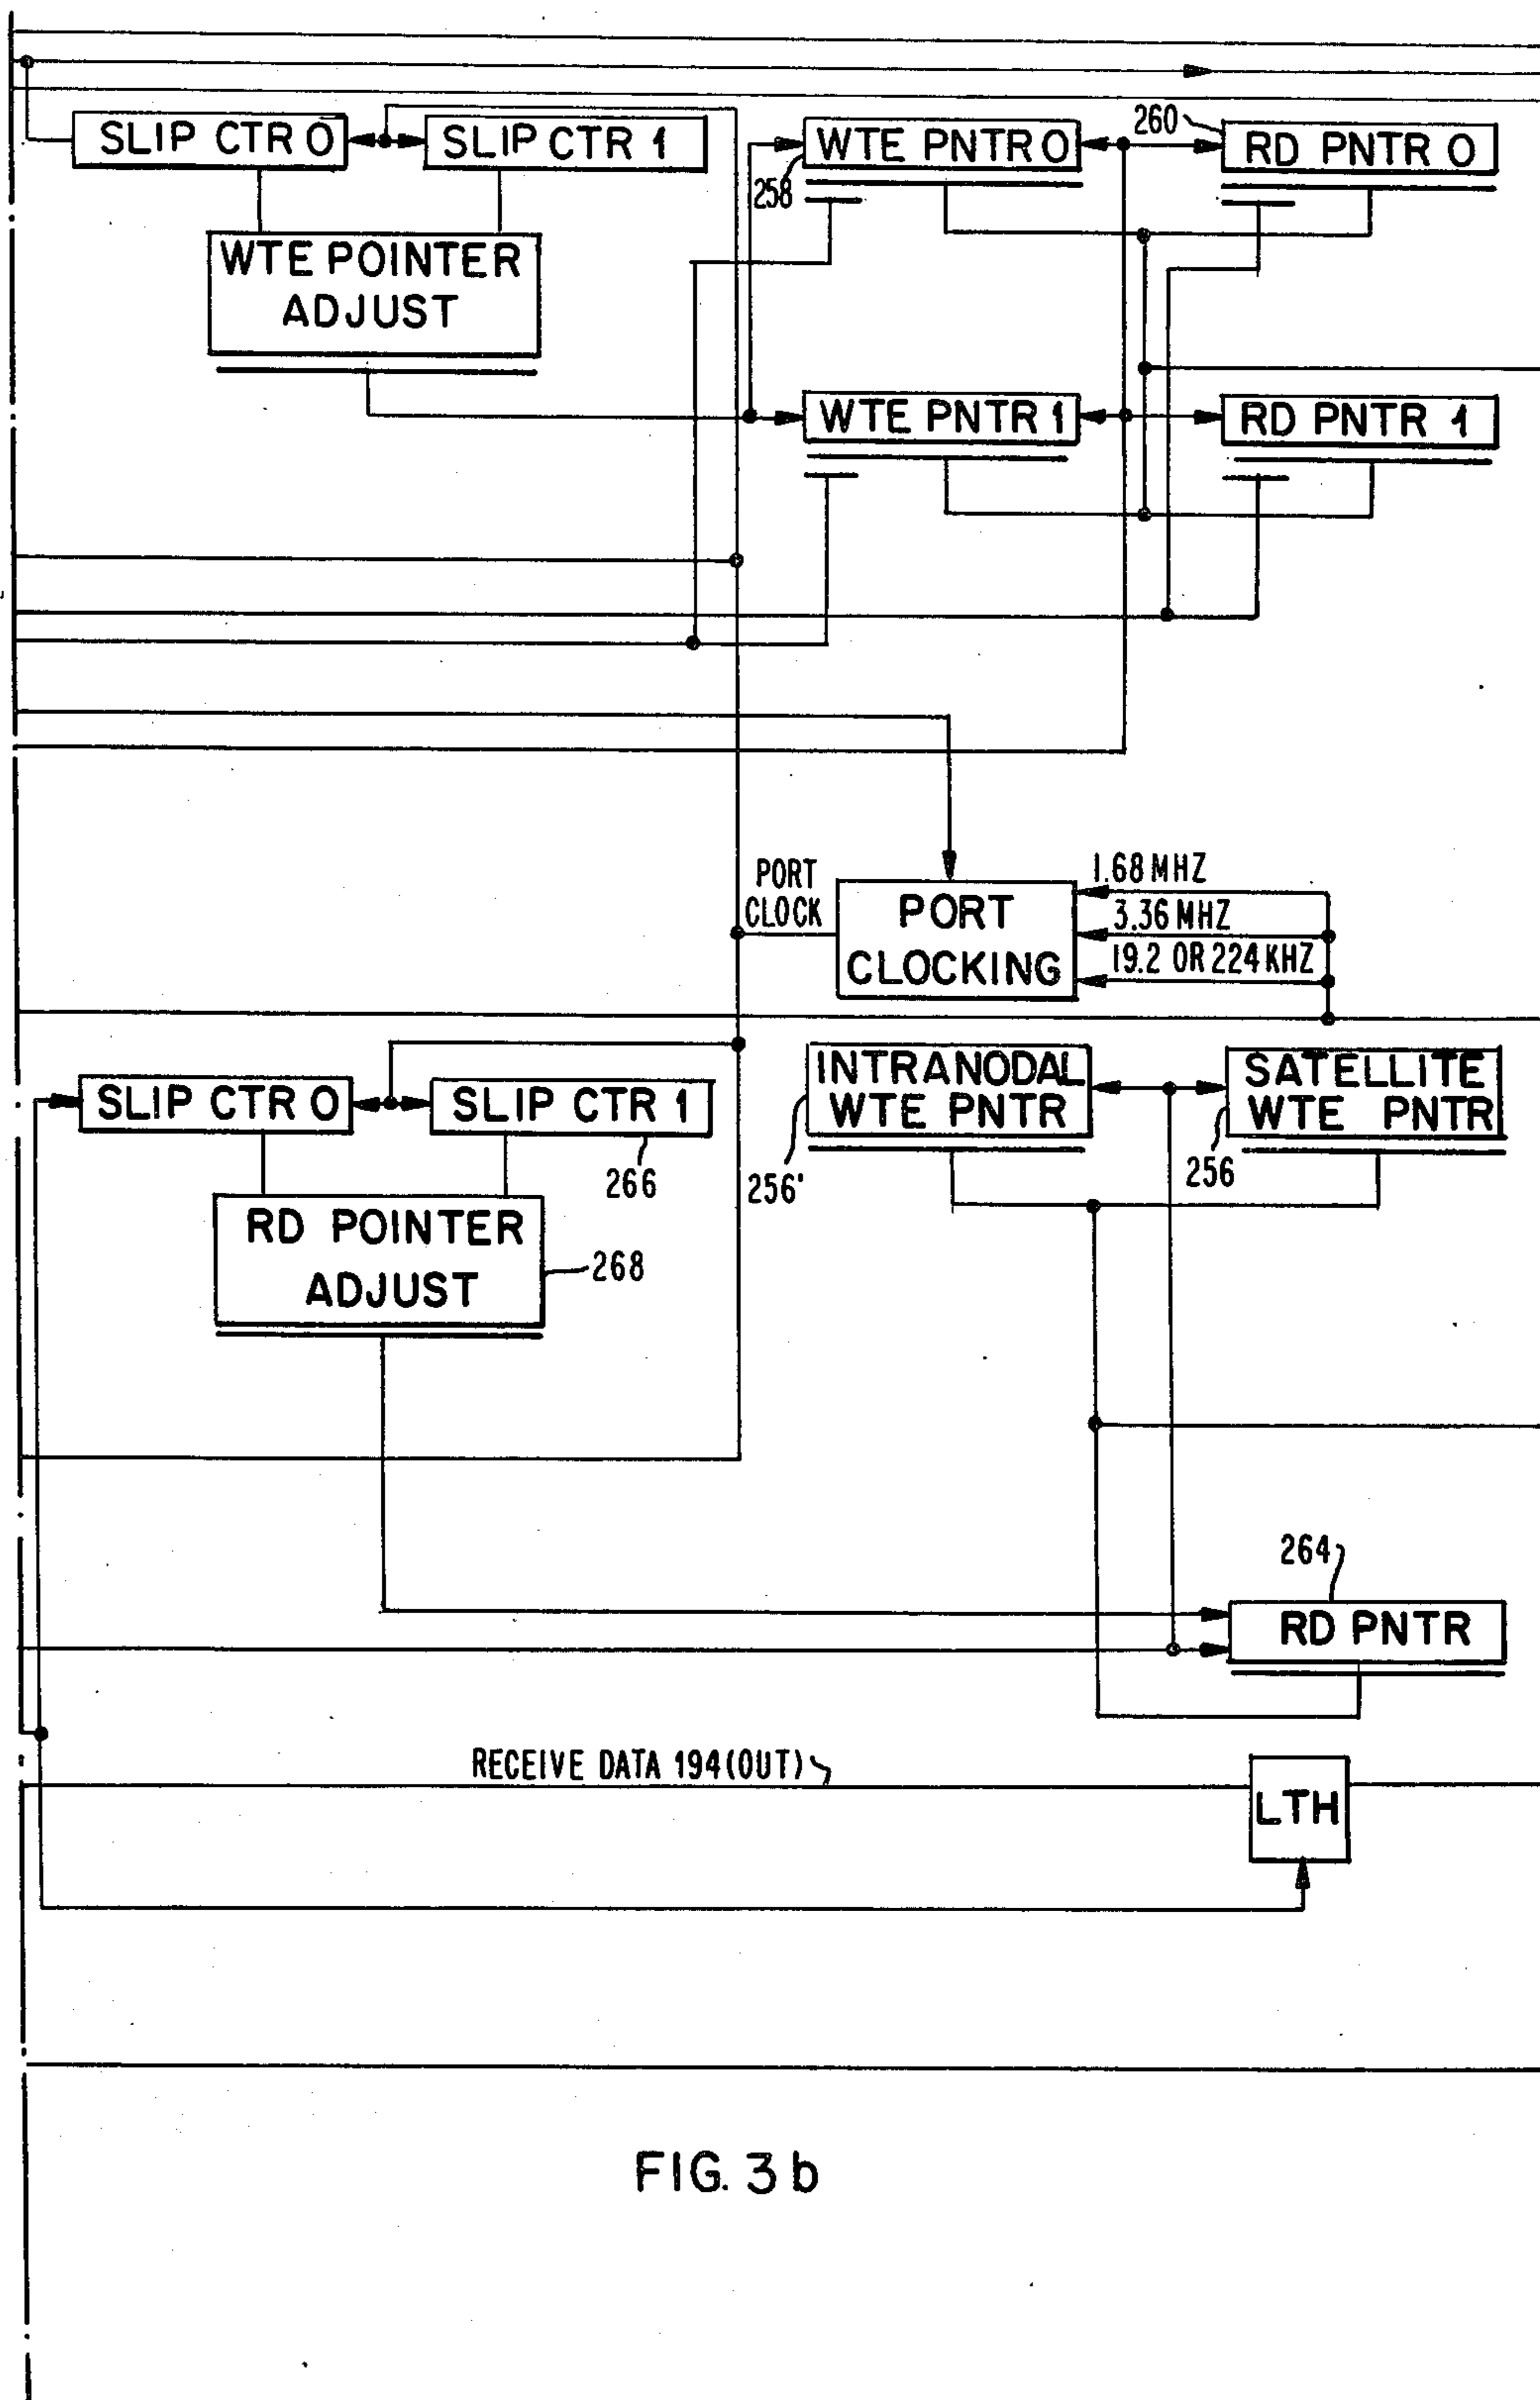 SLIP CTR 0
SLIP CTR 1
WTE PNTR 0
260
RD PNTR 0
258
WTE POINTER
ADJUST
WTE PNTR 1
RD PNTR 1
PORT
CLOCK
PORT
CLOCKING
1.68 MHZ
3.36 MHZ
19.2 OR 224 KHZ
SLIP CTR 0
SLIP CTR 1
266
INTRANODAL
WTE PNTR
256'
SATELLITE
WTE PNTR
256
RD POINTER
ADJUST
268
264
RD PNTR
RECEIVE DATA 194 (OUT)
LTH
FIG. 3b